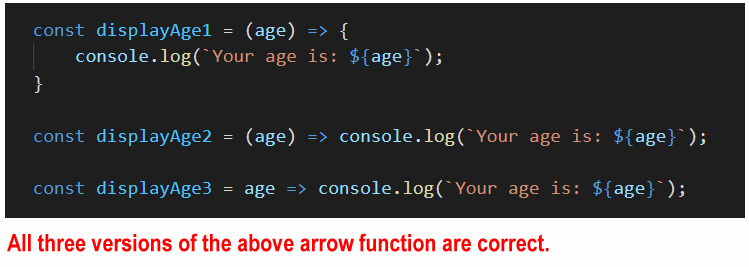 const displayAge1 = (age) => {
    console.log(`Your age is: ${age}`);
}
const displayAge2 = (age) => console.log(`Your age is: ${age}`);
const displayAge3 = age => console.log(`Your age is: ${age}`);
All three versions of the above arrow function are correct.